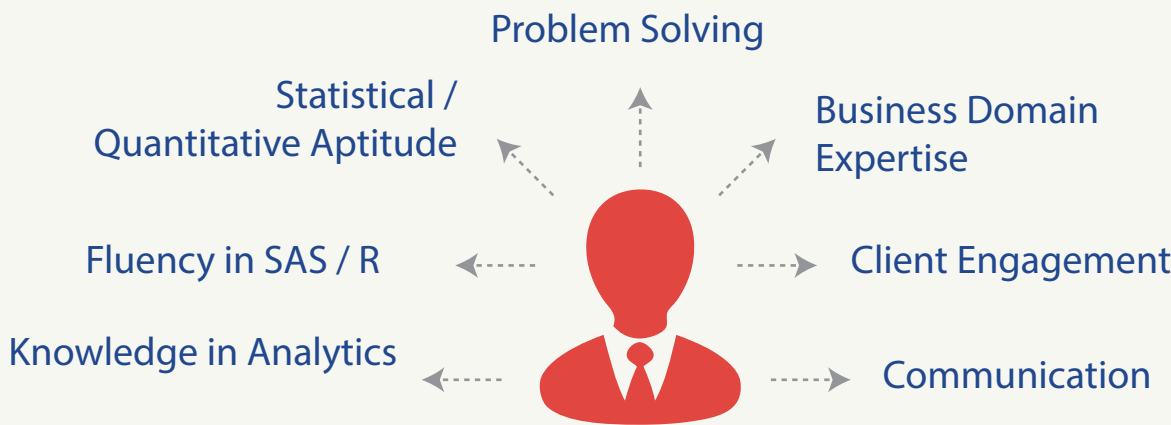 Problem Solving
Statistical /
Quantitative Aptitude
Business Domain
Expertise
Fluency in SAS / R
Client Engagement
Knowledge in Analytics
Communication